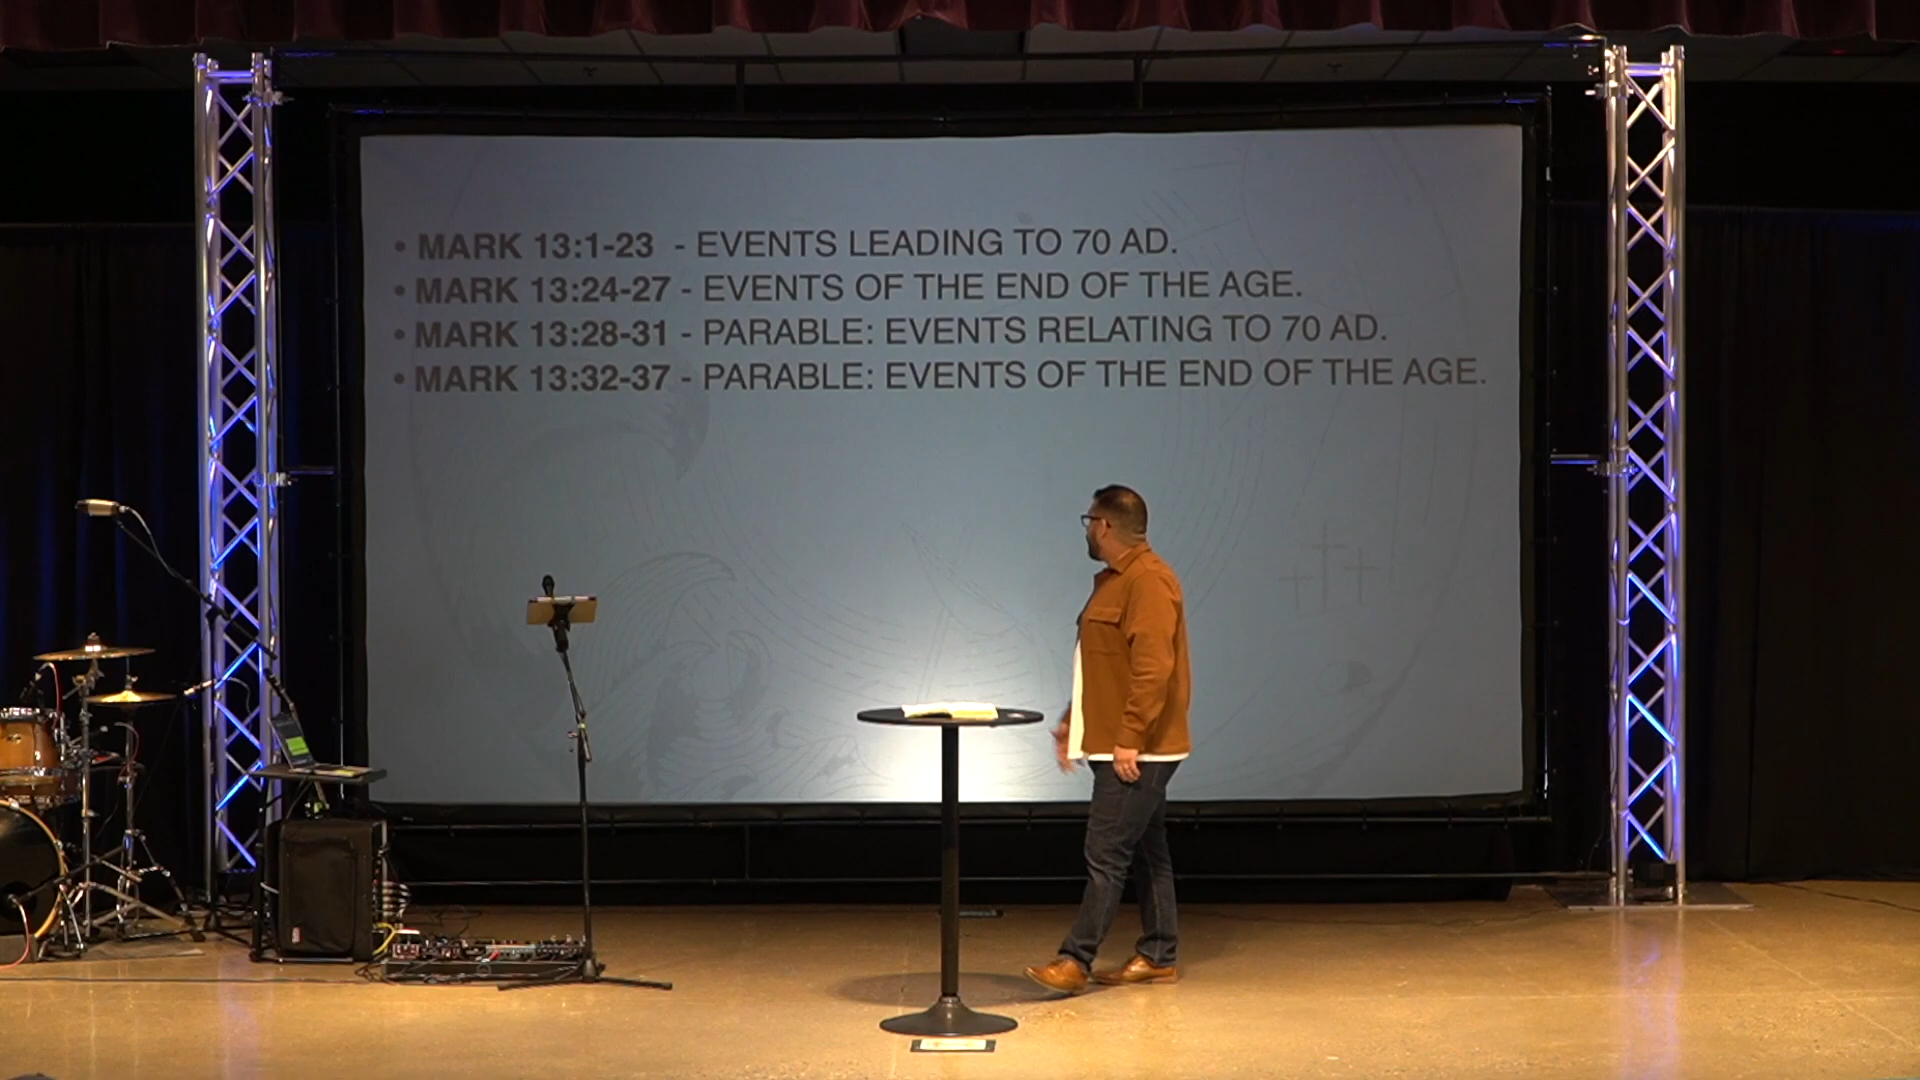 • MARK 13:1-23 - EVENTS LEADING TO 70 AD.
• MARK 13:24-27 - EVENTS OF THE END OF THE AGE.
• MARK 13:28-31 - PARABLE: EVENTS RELATING TO 70 AD.
• MARK 13:32-37 - PARABLE: EVENTS OF THE END OF THE AGE.